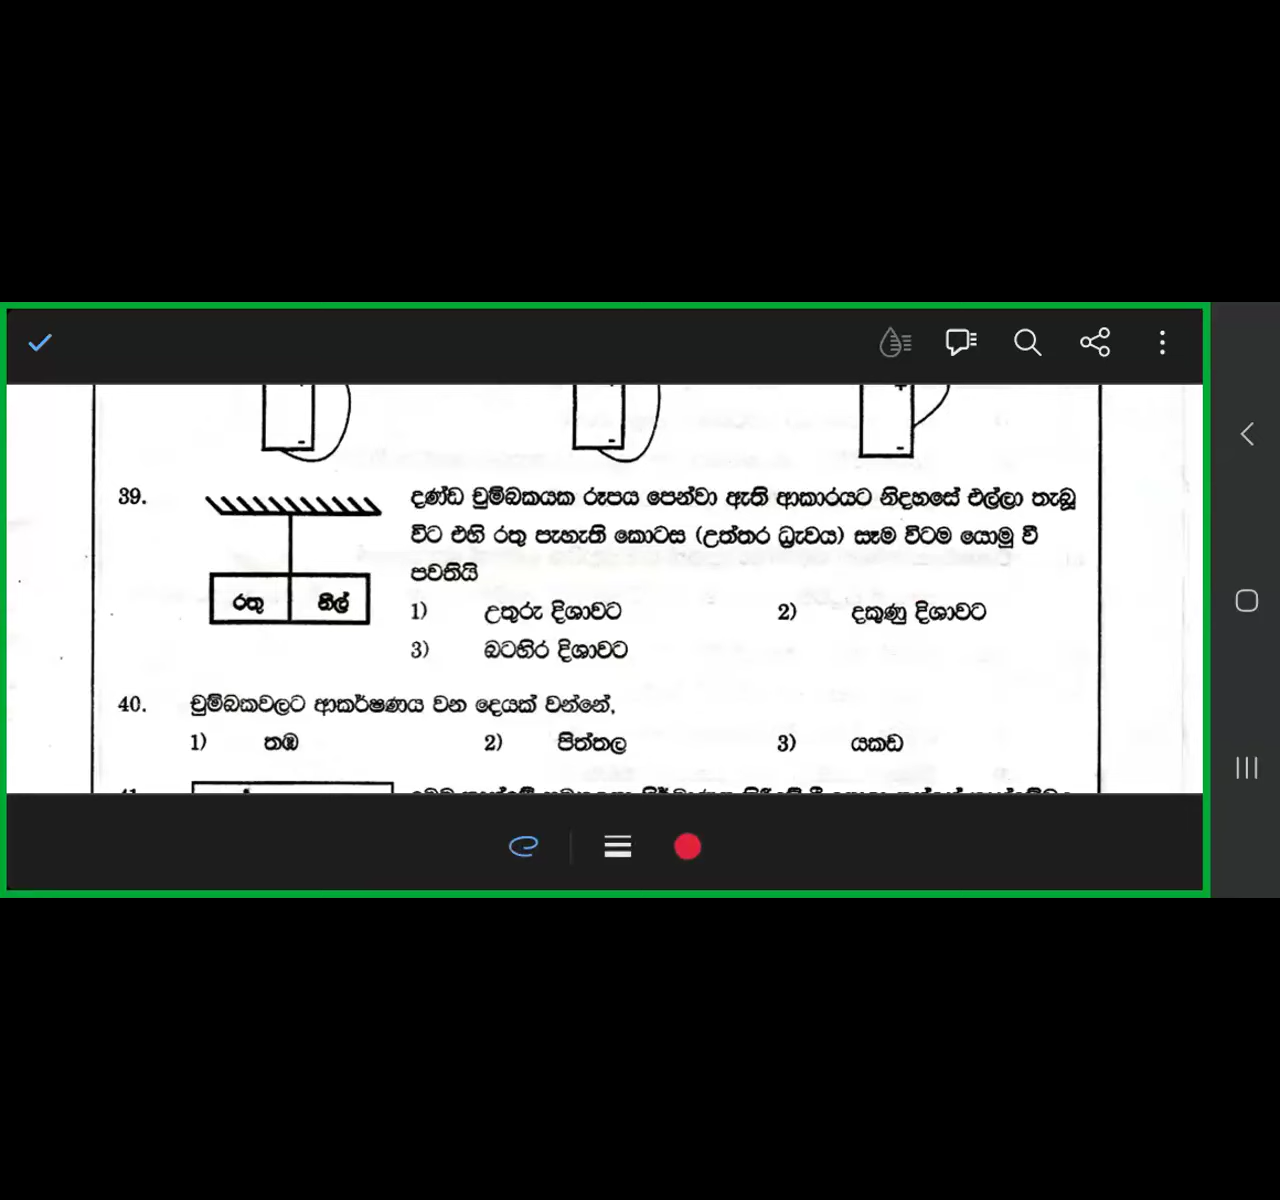 39.
දණ්ඩ චුම්බකයක රූපය පෙන්වා ඇති ආකාරයට නිදහසේ එල්ලා තැබූ
විට එහි රතු පැහැති කොටස (උත්තර ධ්‍රැවය) සෑම විටම යොමු වී
පවතියි
රතු නිල්
1) උතුරු දිශාවට 2) දකුණු දිශාවට
3) බටහිර දිශාවට
40. චුම්බකවලට ආකර්ෂණය වන දෙයක් වන්නේ,
1) තඹ 2) පිත්තල 3) යකඩ